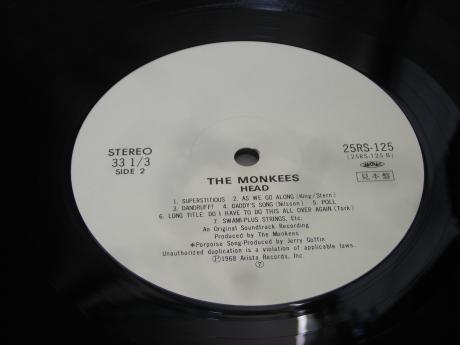 STEREO
33 1/3
SIDE 2
25RS-125
(25RS-125 B)
見本盤
THE MONKEES
HEAD
1. SUPERSTITIOUS 2. AS WE GO ALONG (King/Stern)
3. DANDRUFF? 4. DADDY'S SONG (Nilsson) 5. POLL
6. LONG TITLE: DO I HAVE TO DO THIS ALL OVER AGAIN (Tork)
7. SWAMI-PLUS STRINGS, Etc.
An Original Soundtrack Recording
Produced by The Monkees
*Porpoise Song-Produced by Jerry Goffin
Unauthorized duplication is a violation of applicable laws.
Ⓟ1968 Arista Records, Inc.